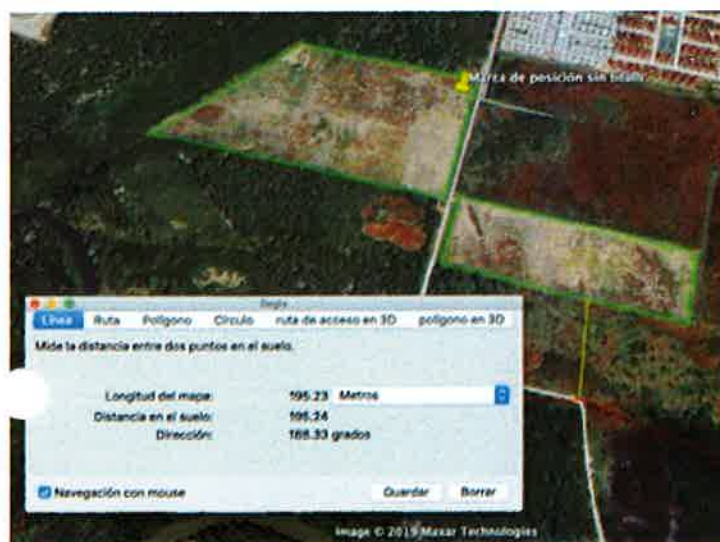 Marca de posición sin título
Regla
Línea Ruta Polígono Círculo ruta de acceso en 3D polígono en 3D
Mide la distancia entre dos puntos en el suelo.
Longitud del mapa: 195.23 Metros
Distancia en el suelo: 195.24
Dirección: 188.33 grados
Navegación con mouse Guardar Borrar
Image © 2019 Maxar Technologies